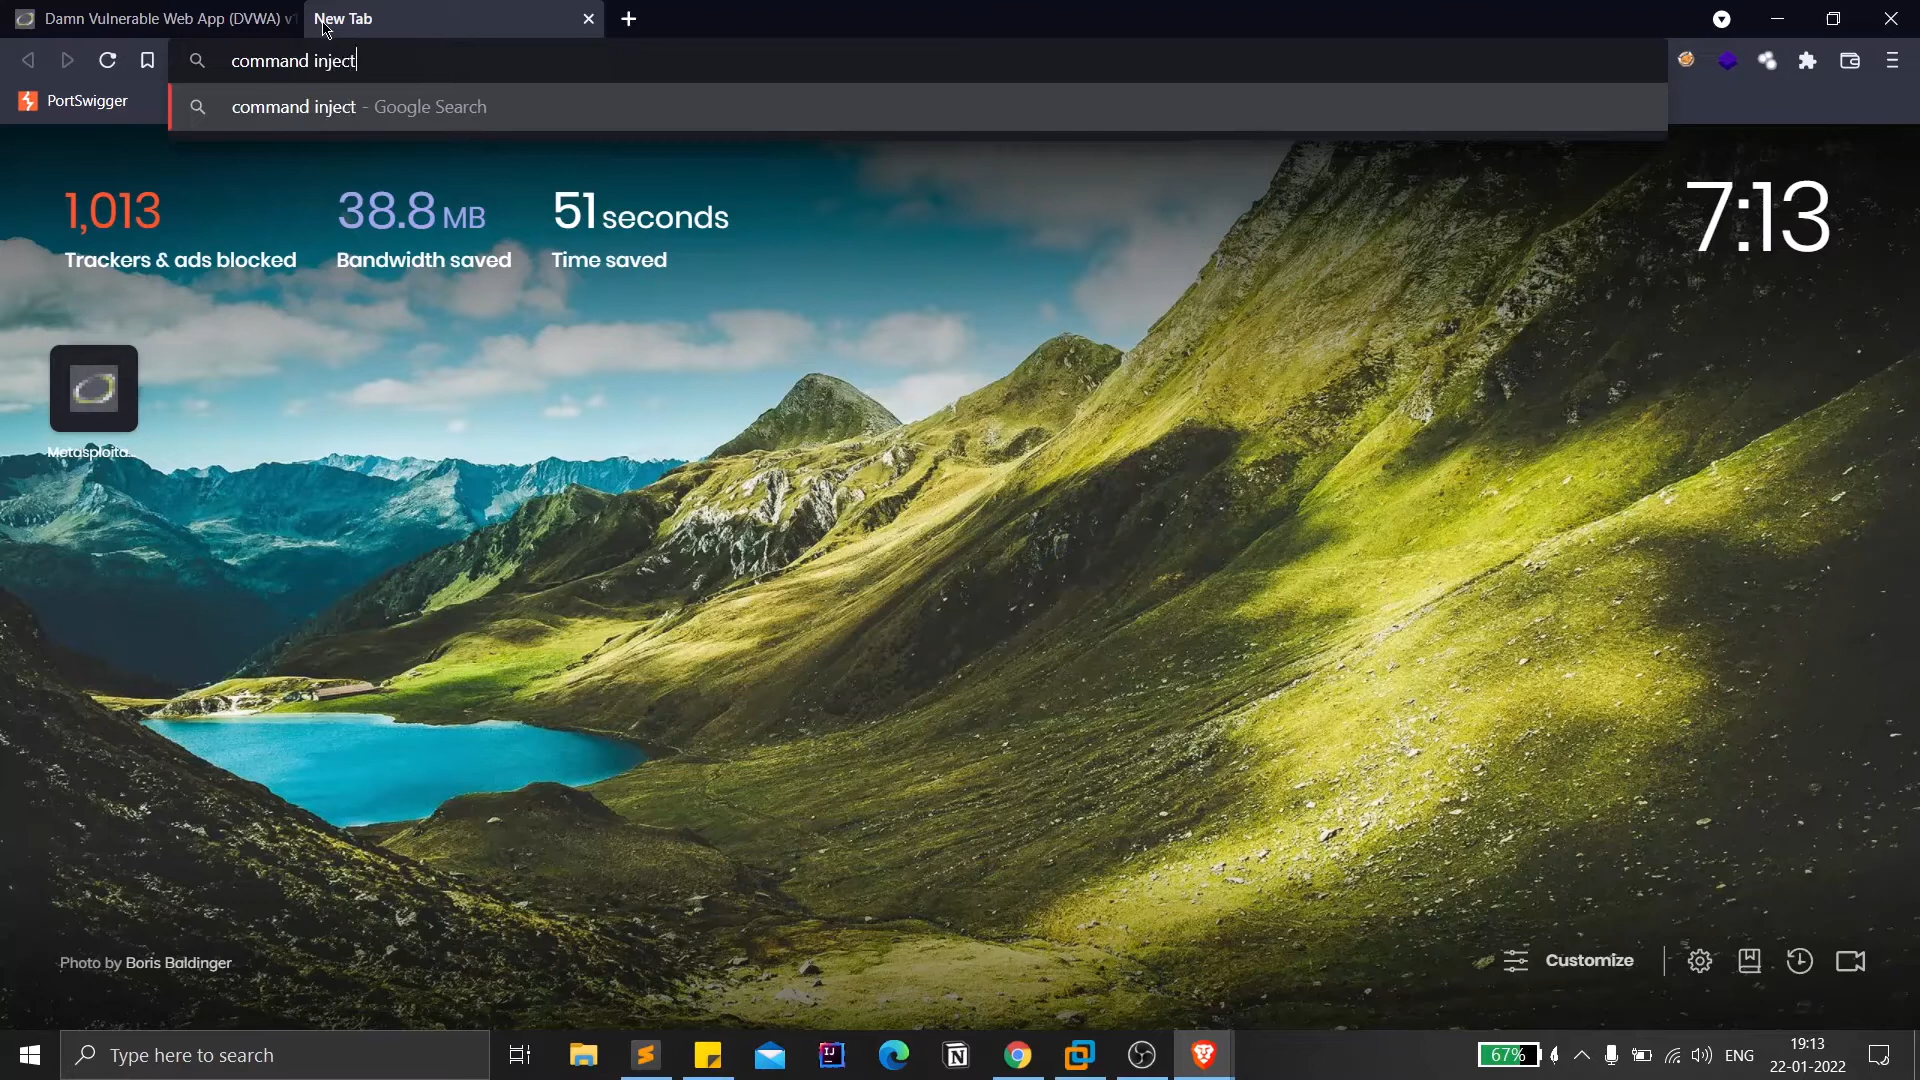 Damn Vulnerable Web App (DVWA) v1
New Tab
command inject
PortSwigger
command inject - Google Search
1,013
Trackers & ads blocked
38.8 MB
Bandwidth saved
51 seconds
Time saved
7:13
Metasploita...
Photo by Boris Baldinger
Customize
Type here to search
67%
ENG
19:13
22-01-2022